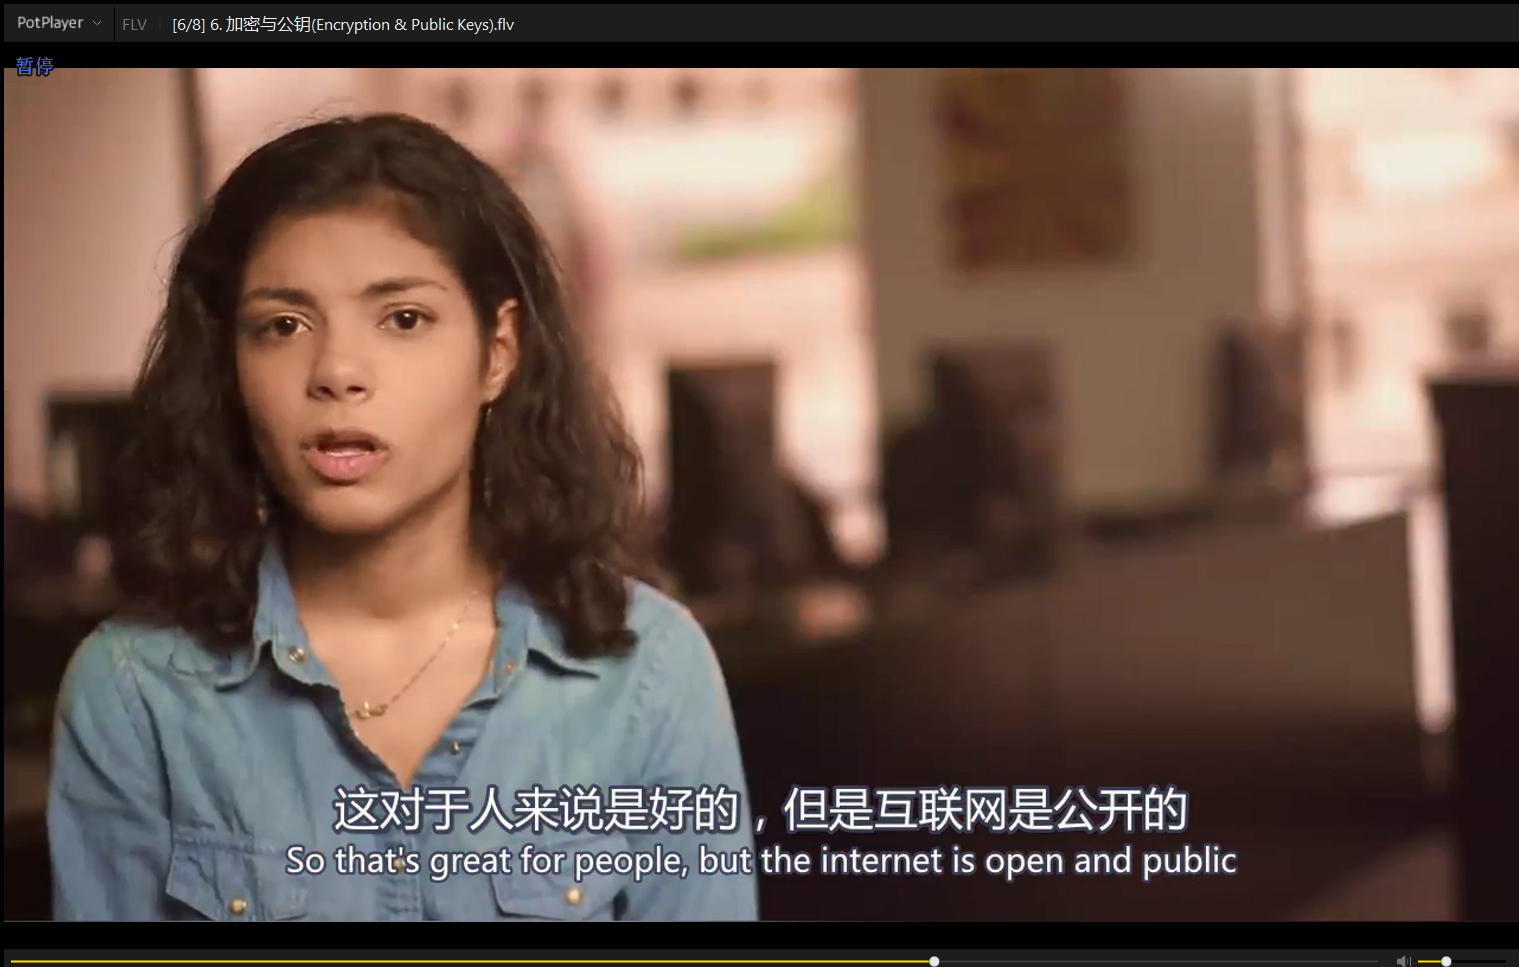 PotPlayer
FLV
[6/8] 6. 加密与公钥(Encryption & Public Keys).flv
暂停
这对于人来说是好的，但是互联网是公开的
So that's great for people, but the internet is open and public